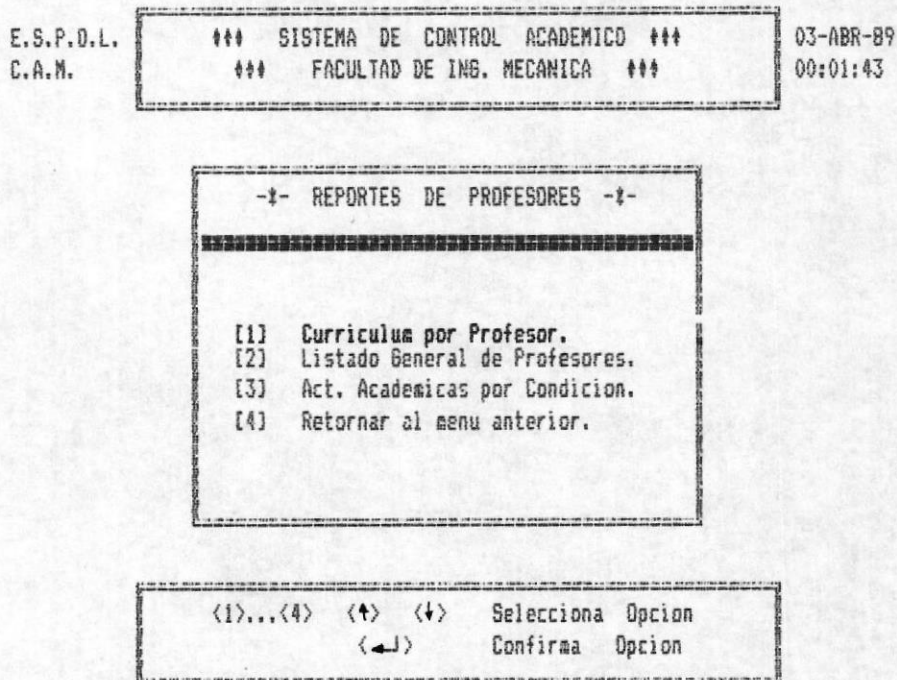 E.S.P.O.L. ♦♦♦ SISTEMA DE CONTROL ACADEMICO ♦♦♦ 03-ABR-89
C.A.M. ♦♦♦ FACULTAD DE ING. MECANICA ♦♦♦ 00:01:43
-*- REPORTES DE PROFESORES -*-
[1] Curriculum por Profesor.
[2] Listado General de Profesores.
[3] Act. Academicas por Condicion.
[4] Retornar al menu anterior.
<1>...<4> <↑> <↓> Selecciona Opcion
<↵> Confirma Opcion